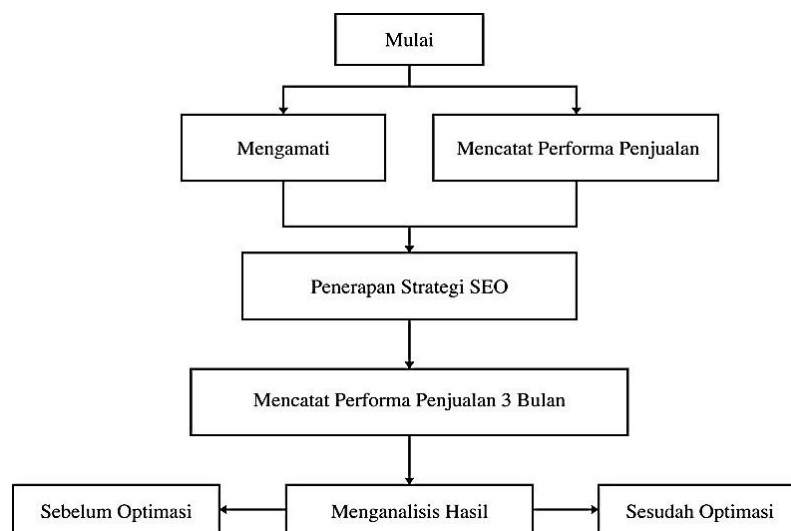 Mulai
Mengamati
Mencatat Performa Penjualan
Penerapan Strategi SEO
Mencatat Performa Penjualan 3 Bulan
Sebelum Optimasi
Menganalisis Hasil
Sesudah Optimasi